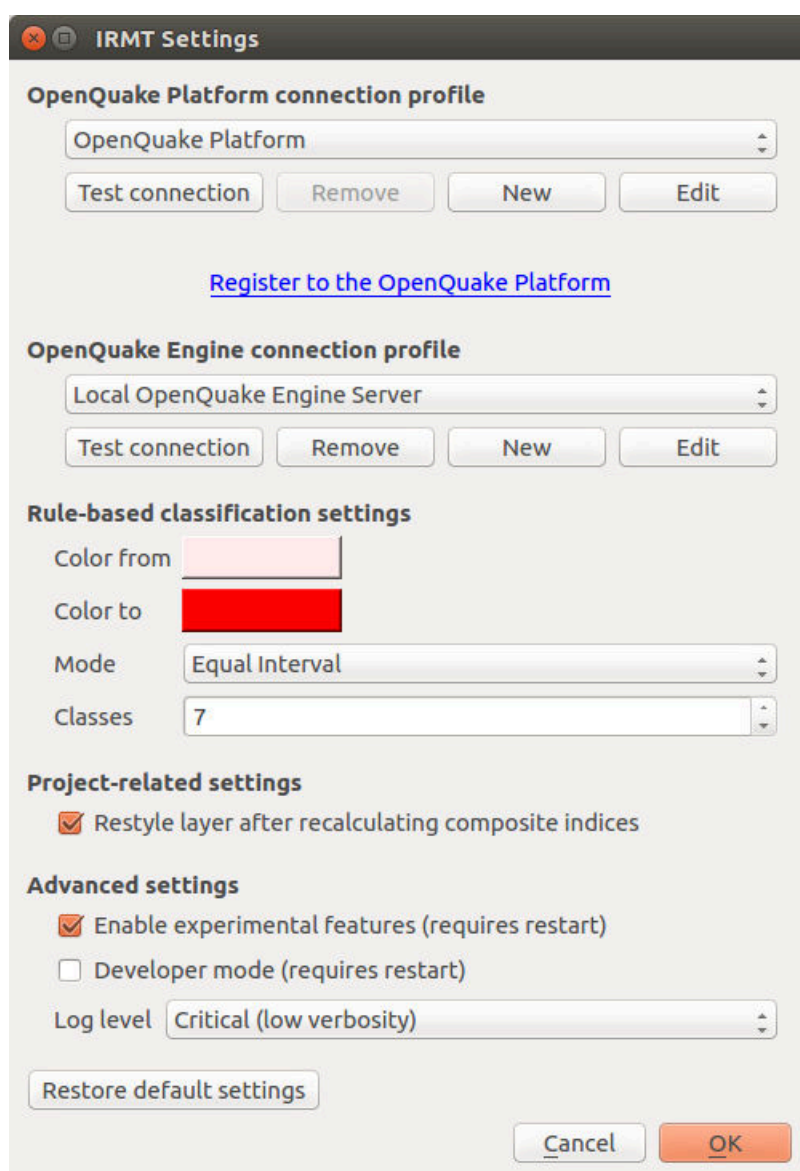 IRMT Settings
OpenQuake Platform connection profile
OpenQuake Platform
Test connection Remove New Edit
Register to the OpenQuake Platform
OpenQuake Engine connection profile
Local OpenQuake Engine Server
Test connection Remove New Edit
Rule-based classification settings
Color from
Color to
Mode Equal Interval
Classes 7
Project-related settings
Restyle layer after recalculating composite indices
Advanced settings
Enable experimental features (requires restart)
Developer mode (requires restart)
Log level Critical (low verbosity)
Restore default settings
Cancel OK